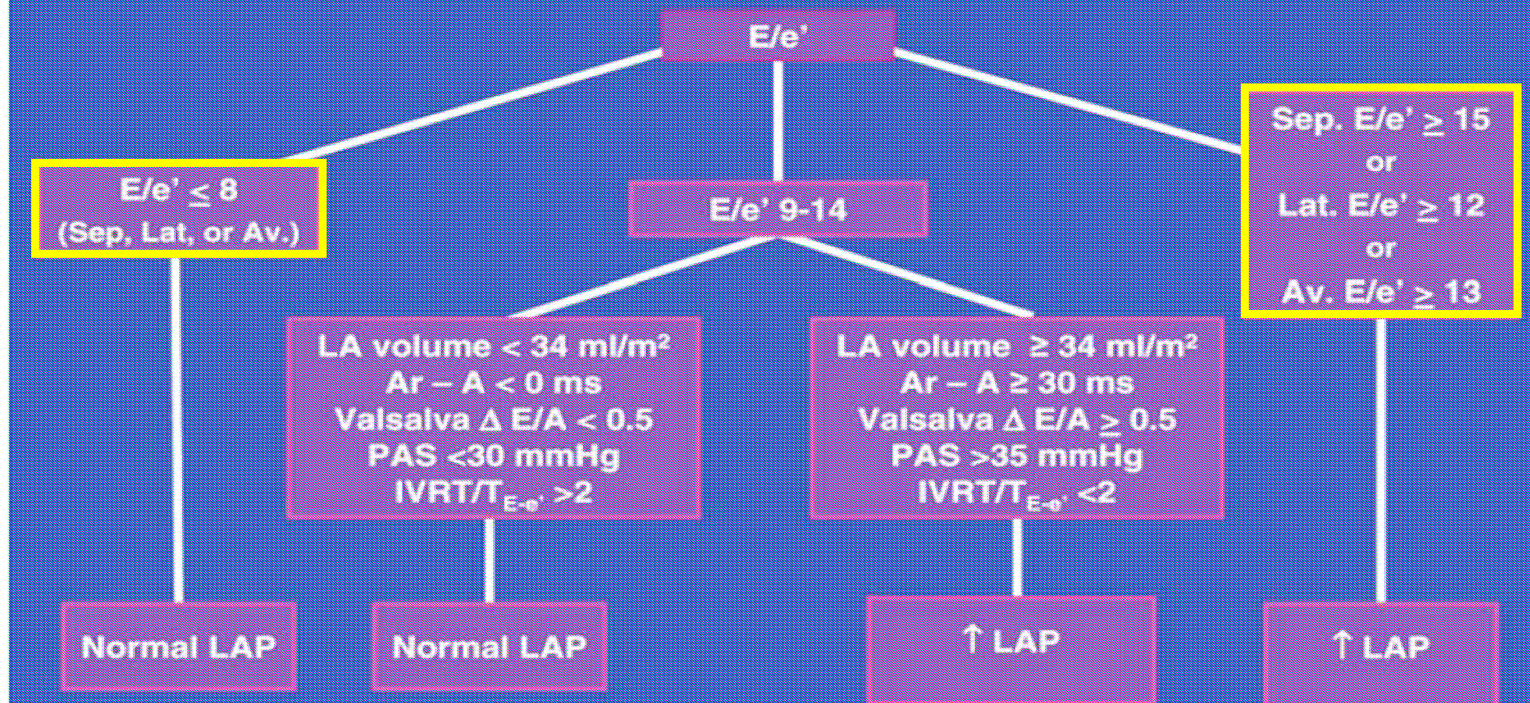 E/e’
E/e’ ≤ 8
(Sep, Lat, or Av.)
E/e’ 9-14
Sep. E/e’ ≥ 15
or
Lat. E/e’ ≥ 12
or
Av. E/e’ ≥ 13
LA volume < 34 ml/m²
Ar – A < 0 ms
Valsalva Δ E/A < 0.5
PAS <30 mmHg
IVRT/T_E-e’ >2
LA volume ≥ 34 ml/m²
Ar – A ≥ 30 ms
Valsalva Δ E/A ≥ 0.5
PAS >35 mmHg
IVRT/T_E-e’ <2
Normal LAP
Normal LAP
↑ LAP
↑ LAP